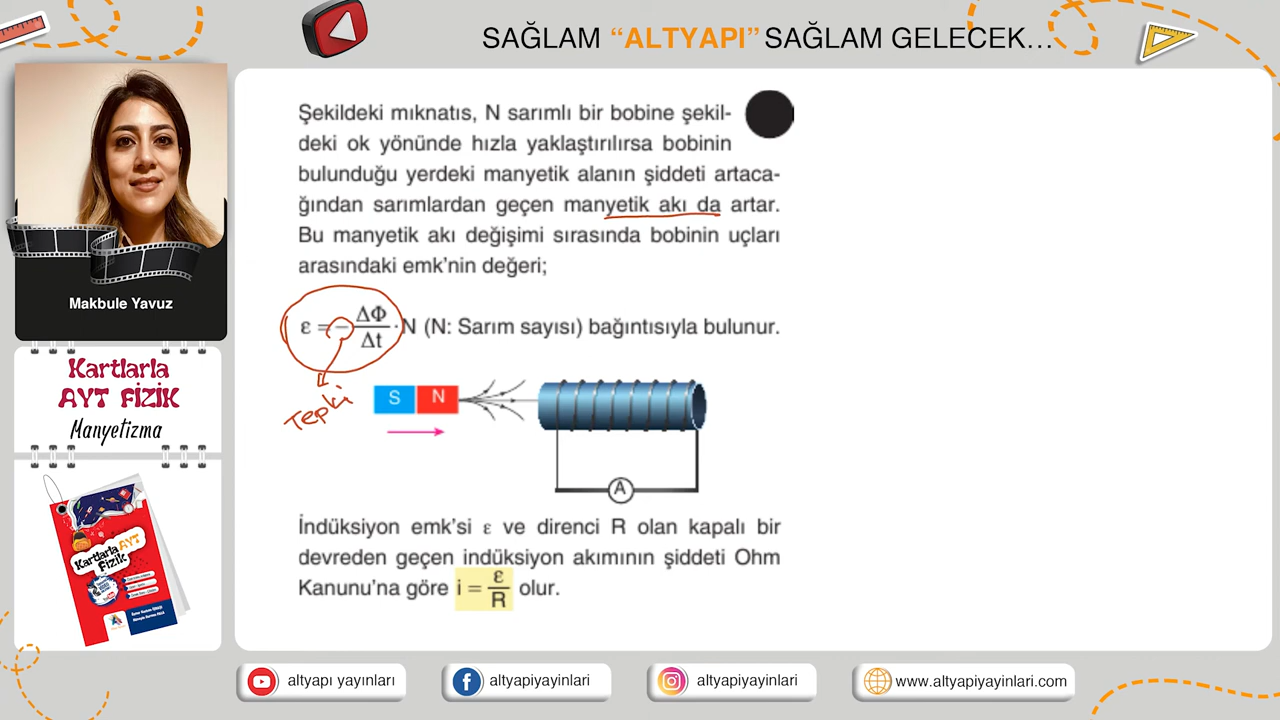 SAĞLAM “ALTYAPI” SAĞLAM GELECEK...
Makbule Yavuz
Kartlarla
AYT FİZİK
Manyetizma
Kartlarla AYT
Fizik
Şekildeki mıknatıs, N sarımlı bir bobine şekil-
deki ok yönünde hızla yaklaştırılırsa bobinin
bulunduğu yerdeki manyetik alanın şiddeti artaca-
ğından sarımlardan geçen manyetik akı da artar.
Bu manyetik akı değişimi sırasında bobinin uçları
arasındaki emk’nin değeri;
ε = - ΔΦ/Δt · N (N: Sarım sayısı) bağıntısıyla bulunur.
Tepki
S N
A
İndüksiyon emk’si ε ve direnci R olan kapalı bir
devreden geçen indüksiyon akımının şiddeti Ohm
Kanunu’na göre i = ε/R olur.
altyapı yayınları
altyapiyayinlari
altyapiyayinlari
www.altyapiyayinlari.com